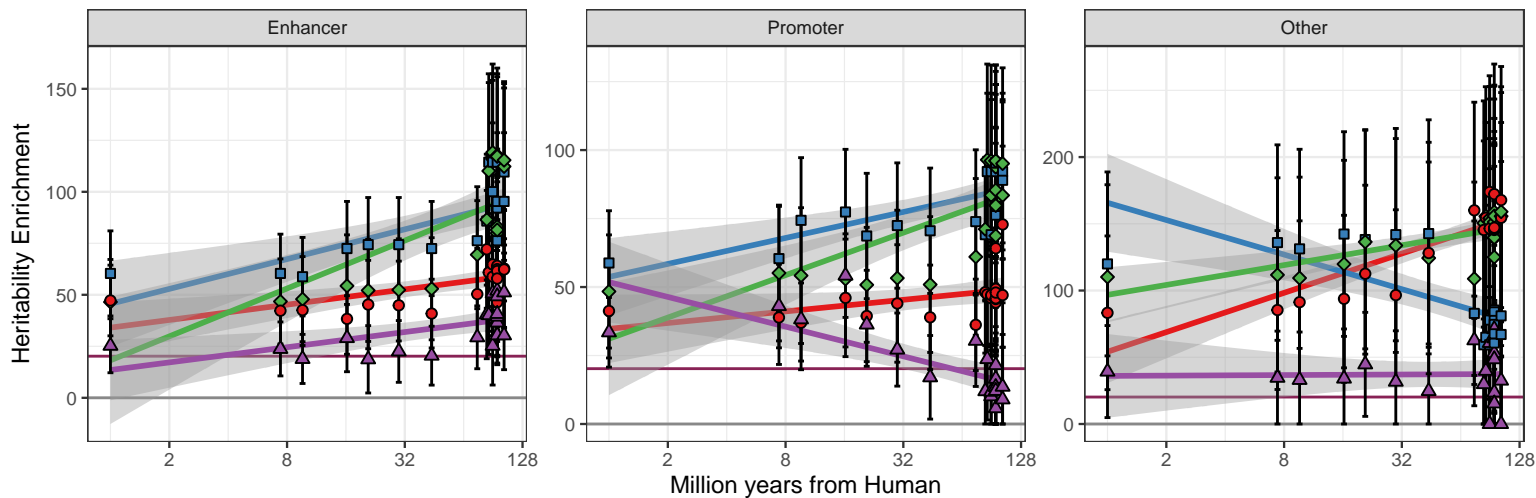 Enhancer Promoter Other
Heritability Enrichment
150
100
50
0
100
50
0
200
100
0
2 8 32 128
2 8 32 128
2 8 32 128
Million years from Human